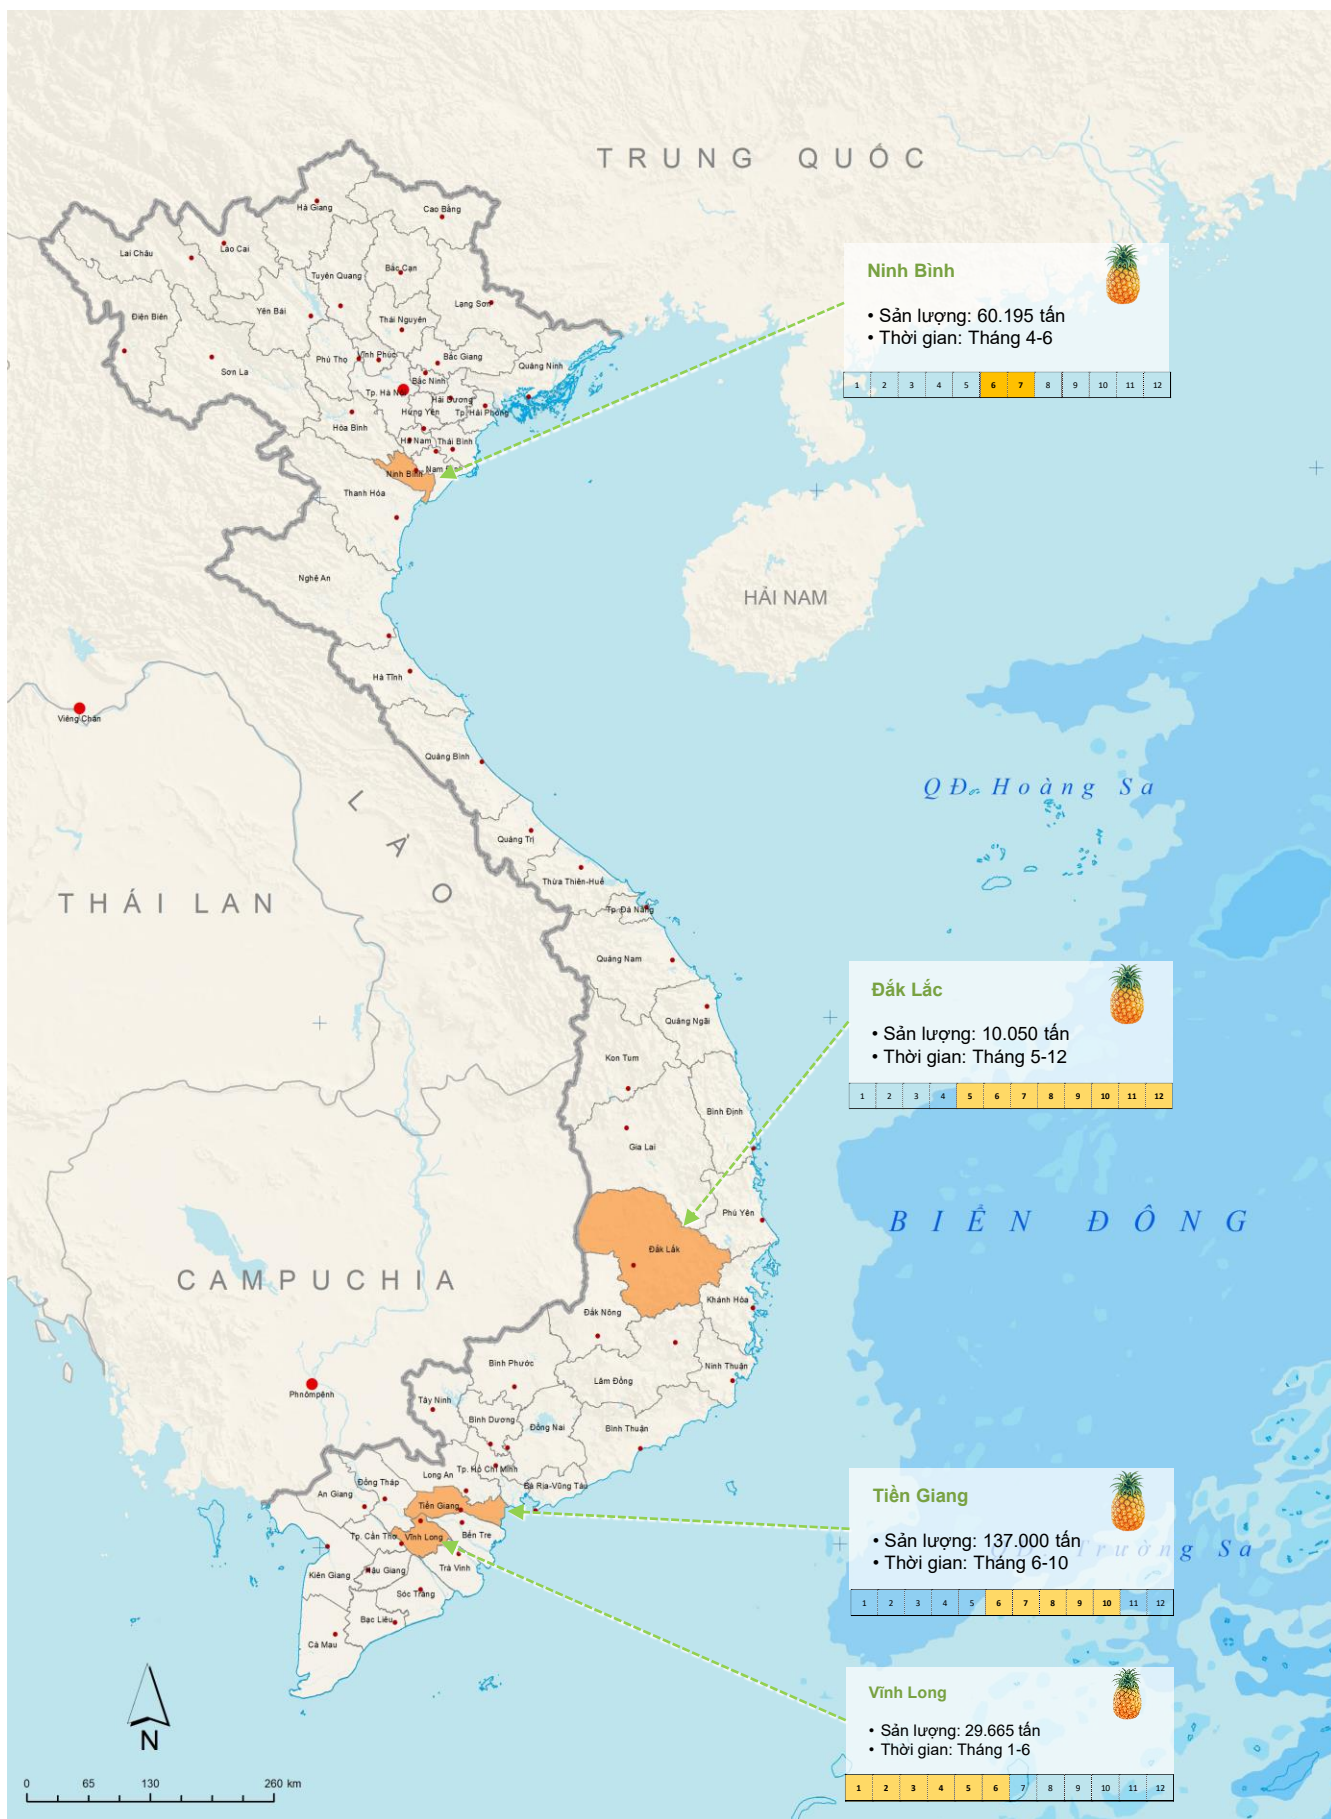 TRUNG QUỐC
Hà Giang
Cao Bằng
Lai Châu
Lào Cai
Tuyên Quang
Bắc Cạn
Điện Biên
Yên Bái
Lạng Sơn
Thái Nguyên
Phú Thọ
Vĩnh Phúc
Bắc Giang
Quảng Ninh
Sơn La
Bắc Ninh
Tp. Hà N
Hải Dương
Hưng Yên
Tp. Hải Phòng
Hòa Bình
Hà Nam
Thái Bình
Ninh Bình
Nam Đ
Thanh Hóa
Nghệ An
HẢI NAM
Hà Tĩnh
Viêng Chăn
Quảng Bình
QĐ. Hoàng Sa
LÀO
Quảng Trị
Thừa Thiên-Huế
THÁI LAN
Tp. Đà Nẵng
Quảng Nam
Quảng Ngãi
Kon Tum
Bình Định
Gia Lai
Phú Yên
BIỂN ĐÔNG
Đắk Lắk
CAMPUCHIA
Khánh Hòa
Đắk Nông
Bình Phước
Ninh Thuận
Lâm Đồng
Phnômpênh
Tây Ninh
Bình Dương
Đồng Nai
Bình Thuận
Tp. Hồ Chí Minh
Long An
Đồng Tháp
Bà Rịa-Vũng Tàu
An Giang
Tiền Giang
Tp. Cần Thơ
Vĩnh Long
Bến Tre
Kiên Giang
Hậu Giang
Trà Vinh
Sóc Trăng
Bạc Liêu
Cà Mau
Trường Sa
N
0 65 130 260 km
Ninh Bình
• Sản lượng: 60.195 tấn
• Thời gian: Tháng 4-6
1 2 3 4 5 6 7 8 9 10 11 12
Đắk Lắc
• Sản lượng: 10.050 tấn
• Thời gian: Tháng 5-12
1 2 3 4 5 6 7 8 9 10 11 12
Tiền Giang
• Sản lượng: 137.000 tấn
• Thời gian: Tháng 6-10
1 2 3 4 5 6 7 8 9 10 11 12
Vĩnh Long
• Sản lượng: 29.665 tấn
• Thời gian: Tháng 1-6
1 2 3 4 5 6 7 8 9 10 11 12